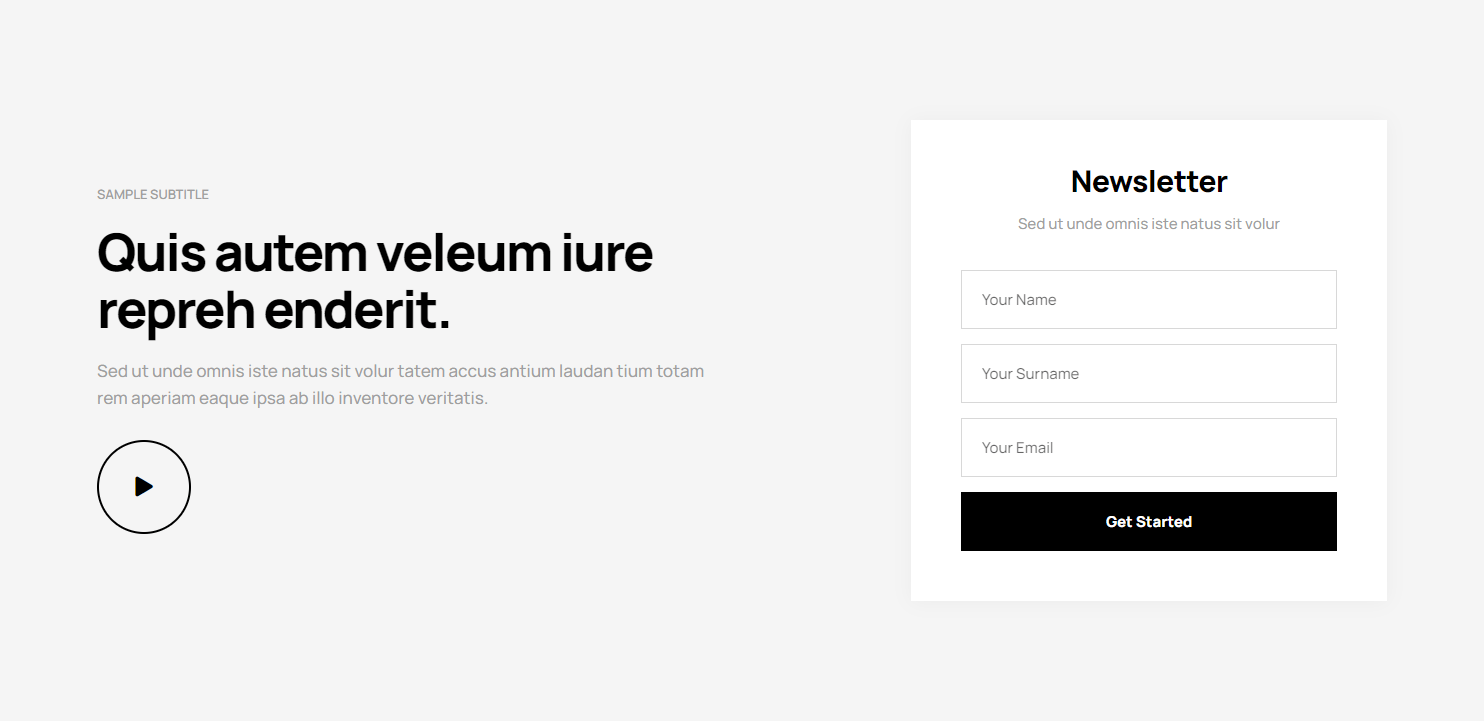 SAMPLE SUBTITLE
Quis autem veleum iure
repreh enderit.
Sed ut unde omnis iste natus sit volur tatem accus antium laudan tium totam
rem aperiam eaque ipsa ab illo inventore veritatis.
Newsletter
Sed ut unde omnis iste natus sit volur
Your Name
Your Surname
Your Email
Get Started